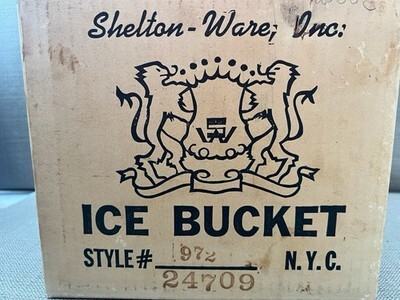 Shelton-Ware, Inc.
ICE BUCKET
STYLE # 972 N.Y.C.
24709